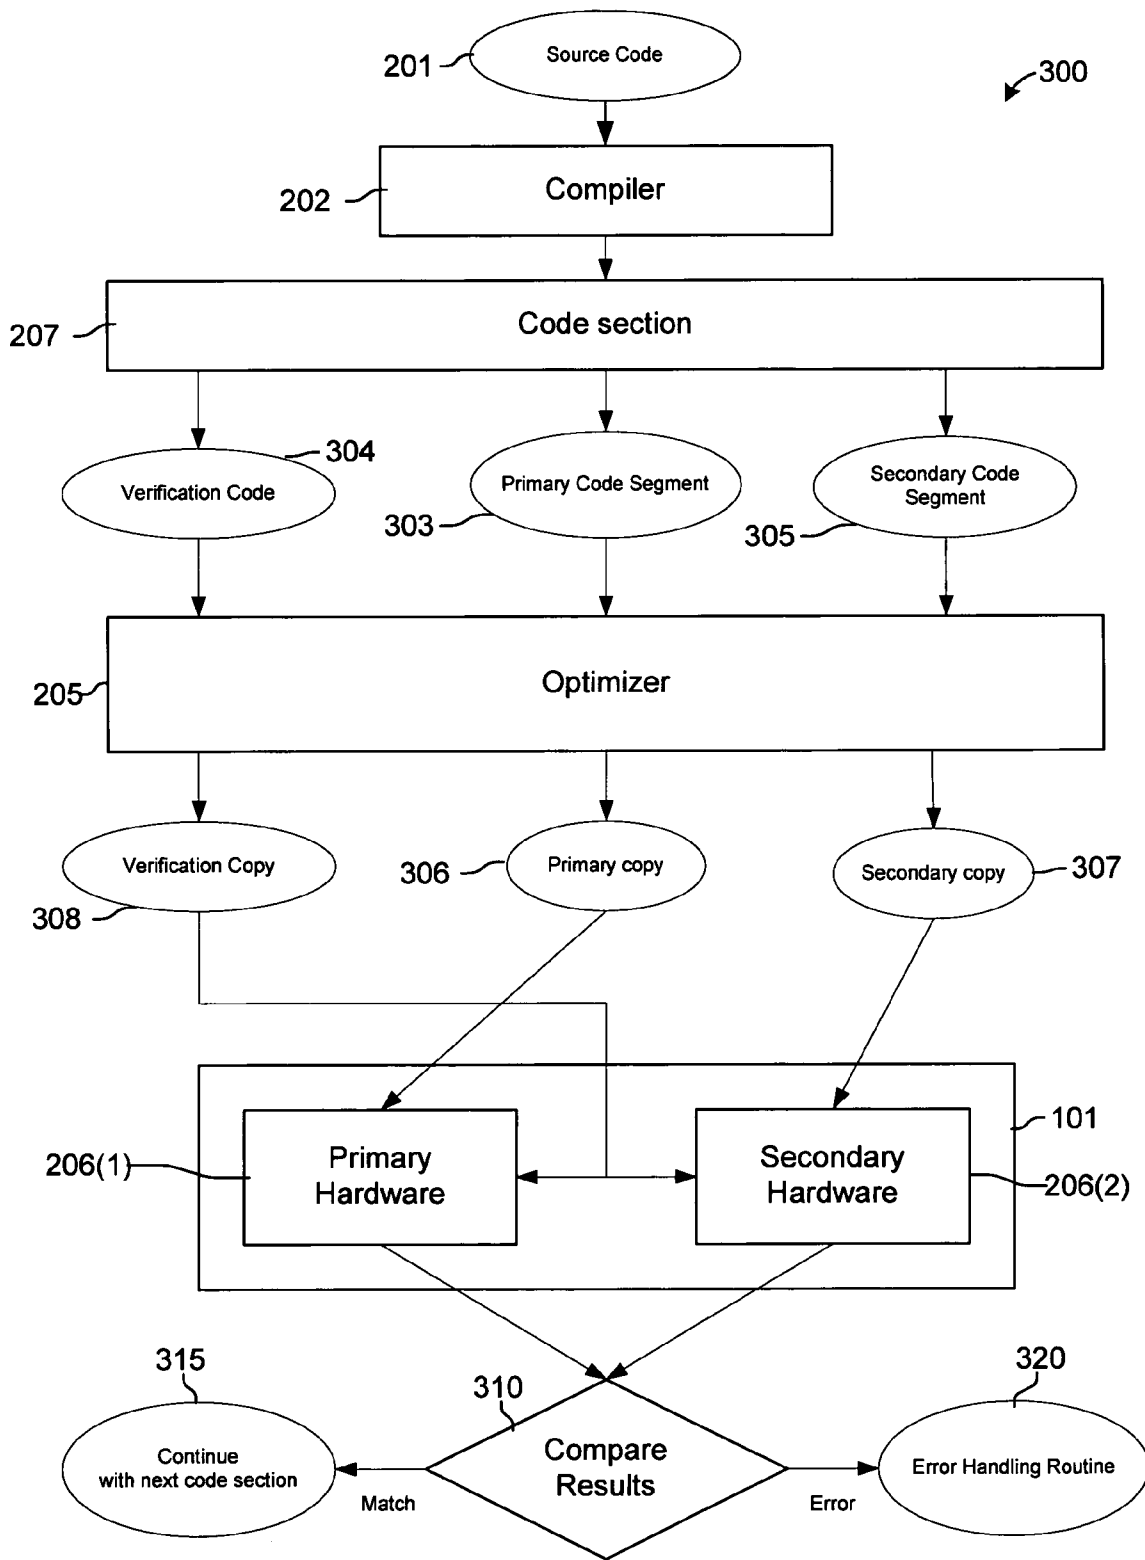 Source Code
201
300
Compiler
202
Code section
207
304
Verification Code
Primary Code Segment
303
Secondary Code
Segment
305
Optimizer
205
Verification Copy
308
306
Primary copy
Secondary copy
307
101
206(1)
Primary
Hardware
Secondary
Hardware
206(2)
315
310
320
Continue
with next code section
Match
Compare
Results
Error
Error Handling Routine